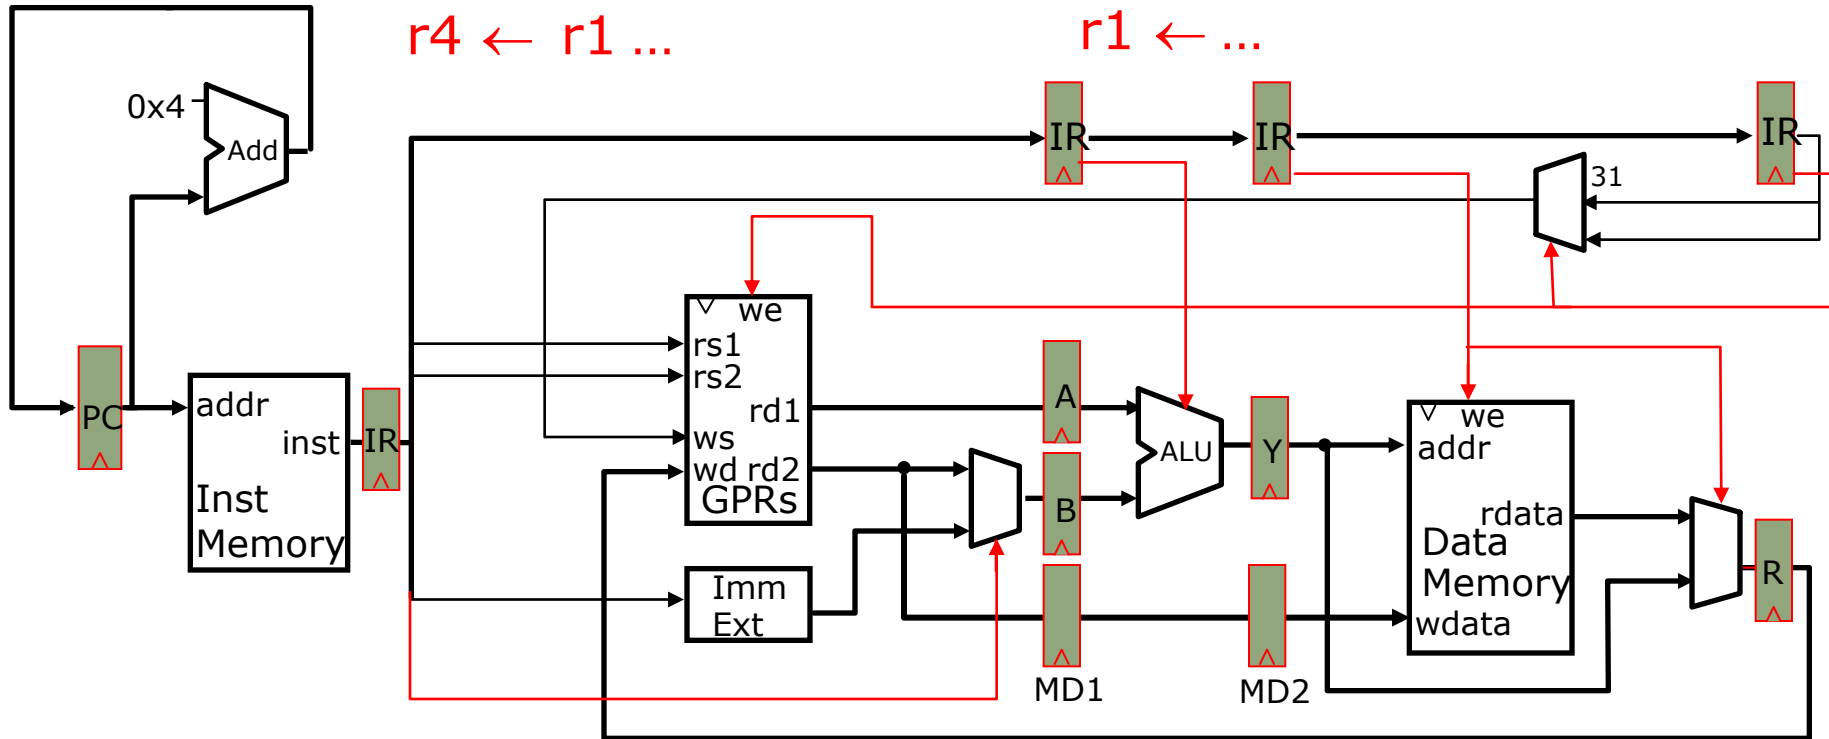 r4 ← r1 ...
r1 ← ...
0x4
Add
IR
IR
IR
31
we
rs1
rs2
rd1
ws
wd rd2
GPRs
PC
addr
inst
Inst
Memory
IR
A
B
ALU
Y
we
addr
rdata
Data
Memory
wdata
R
Imm
Ext
MD1
MD2